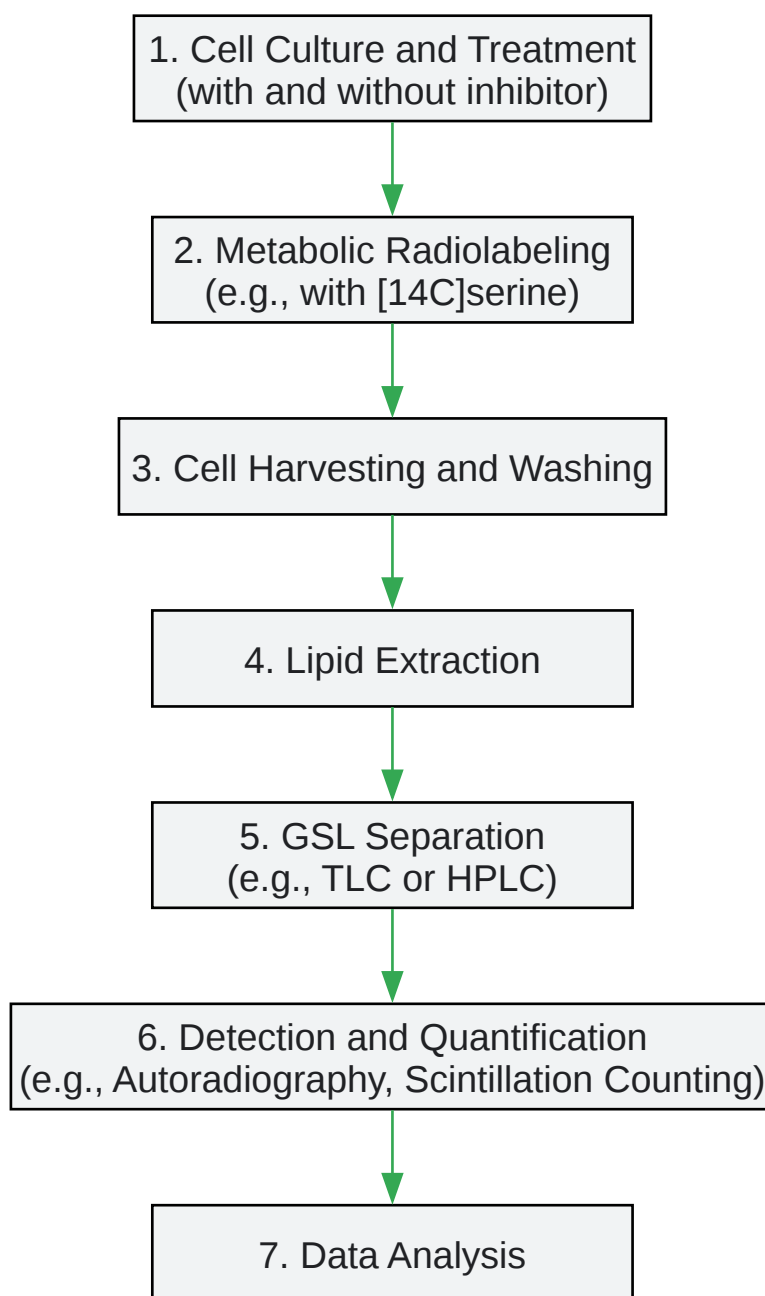 1. Cell Culture and Treatment
(with and without inhibitor)
2. Metabolic Radiolabeling
(e.g., with [14C]serine)
3. Cell Harvesting and Washing
4. Lipid Extraction
5. GSL Separation
(e.g., TLC or HPLC)
6. Detection and Quantification
(e.g., Autoradiography, Scintillation Counting)
7. Data Analysis